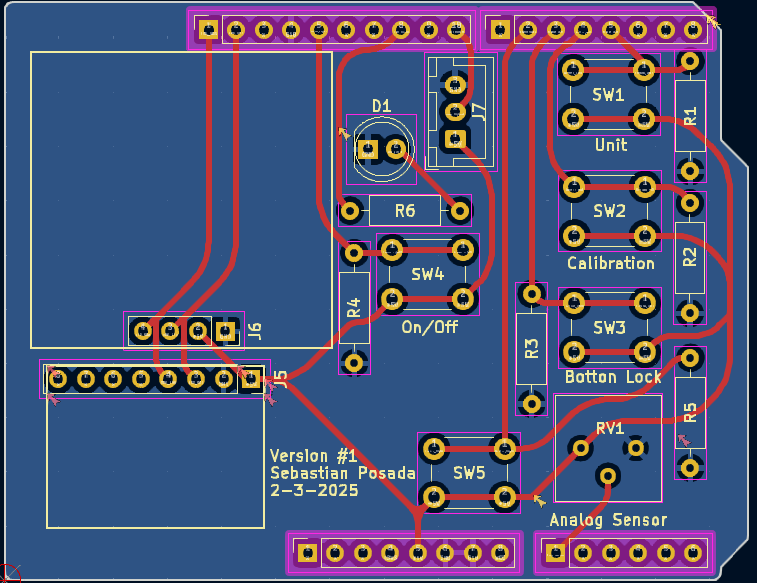 D1
J7
SW1
R1
Unit
R6
SW2
R2
Calibration
SW4
R4
On/Off
J6
SW3
R3
Botton Lock
J5
R5
RV1
Version #1
Sebastian Posada
2-3-2025
SW5
Analog Sensor